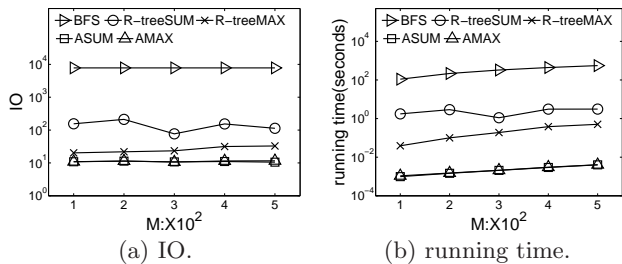 BFS R-treeSUM R-treeMAX
ASUM AMAX
10^4
10^3
10^2
10^1
10^0
IO
1 2 3 4 5
M:X10^2
(a) IO.
BFS R-treeSUM R-treeMAX
ASUM AMAX
10^4
10^2
10^0
10^-2
10^-4
running time(seconds)
1 2 3 4 5
M:X10^2
(b) running time.